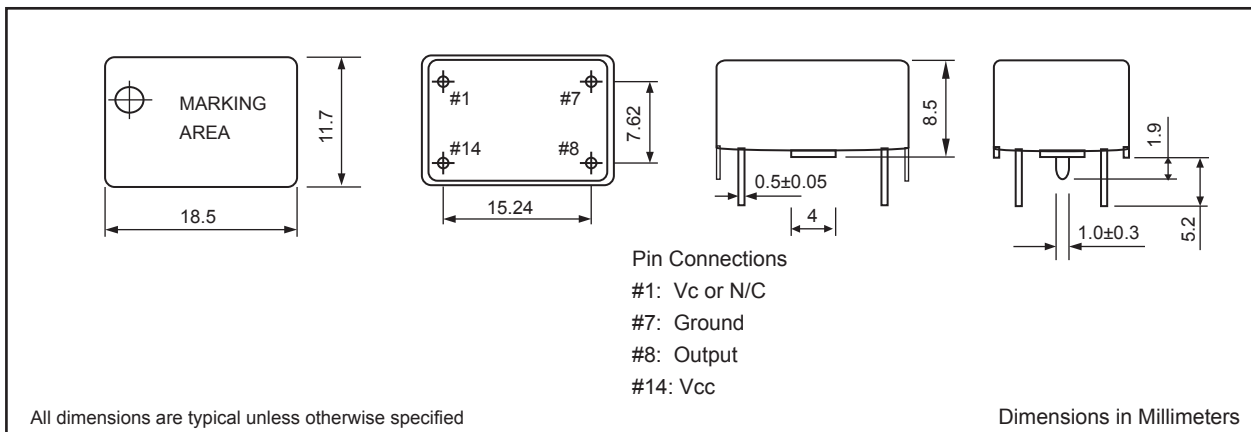 MARKING
AREA
11.7
18.5
#1
#7
#14
#8
7.62
15.24
8.5
0.5±0.05
4
1.9
5.2
1.0±0.3
Pin Connections
#1: Vc or N/C
#7: Ground
#8: Output
#14: Vcc
All dimensions are typical unless otherwise specified
Dimensions in Millimeters